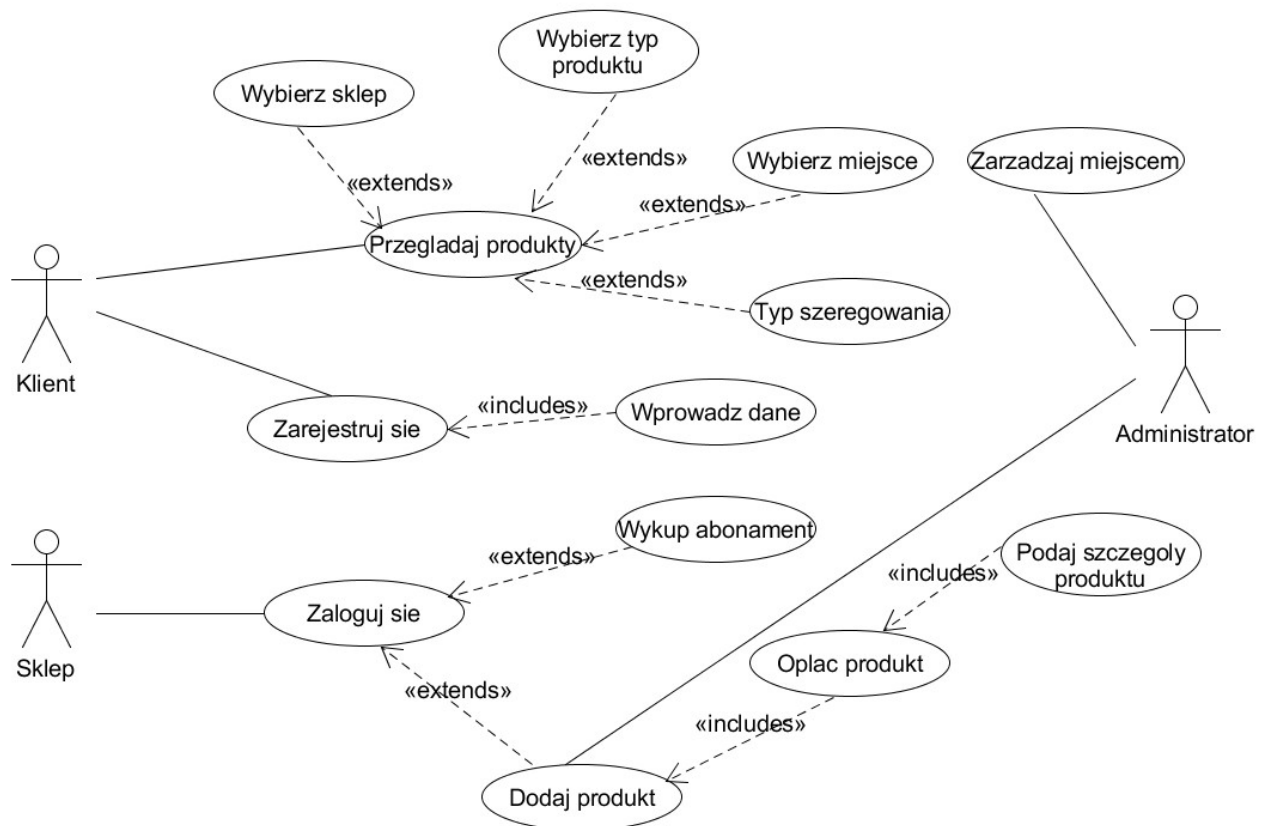 Wybierz typ
produktu
Wybierz sklep
«extends»
Wybierz miejsce
Zarzadzaj miejscem
«extends»
«extends»
Przegladaj produkty
«extends»
Typ szeregowania
Klient
«includes»
Wprowadz dane
Zarejestruj sie
Administrator
Wykup abonament
«extends»
Podaj szczegoly
produktu
«includes»
Zaloguj sie
Sklep
Oplac produkt
«extends»
«includes»
Dodaj produkt